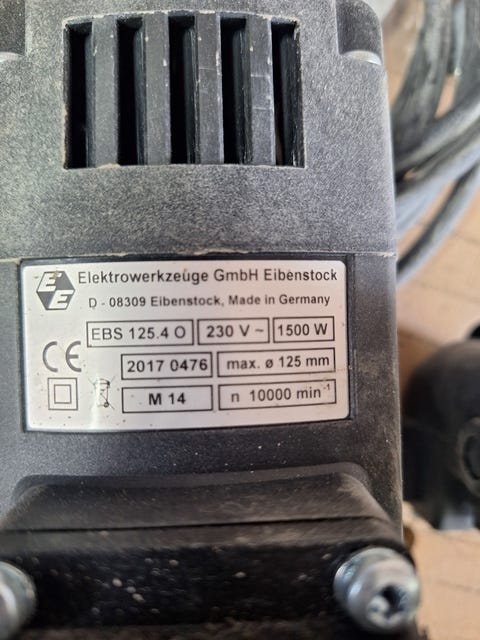 EE
Elektrowerkzeuge GmbH Eibenstock
D - 08309 Eibenstock, Made in Germany
EBS 125.4 O 230 V ~ 1500 W
CE 2017 0476 max. ø 125 mm
M 14 n 10000 min⁻¹